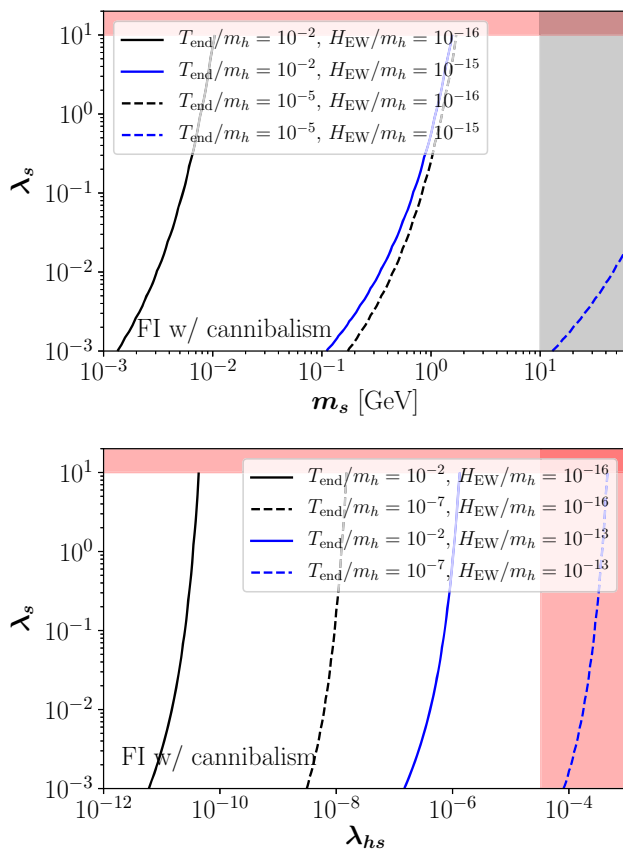 10^1
10^0
10^-1
10^-2
10^-3
λ_s
T_end/m_h = 10^-2, H_EW/m_h = 10^-16
T_end/m_h = 10^-2, H_EW/m_h = 10^-15
T_end/m_h = 10^-5, H_EW/m_h = 10^-16
T_end/m_h = 10^-5, H_EW/m_h = 10^-15
FI w/ cannibalism
10^-3 10^-2 10^-1 10^0 10^1
m_s [GeV]
10^1
10^0
10^-1
10^-2
10^-3
λ_s
T_end/m_h = 10^-2, H_EW/m_h = 10^-16
T_end/m_h = 10^-7, H_EW/m_h = 10^-16
T_end/m_h = 10^-2, H_EW/m_h = 10^-13
T_end/m_h = 10^-7, H_EW/m_h = 10^-13
FI w/ cannibalism
10^-12 10^-10 10^-8 10^-6 10^-4
λ_hs